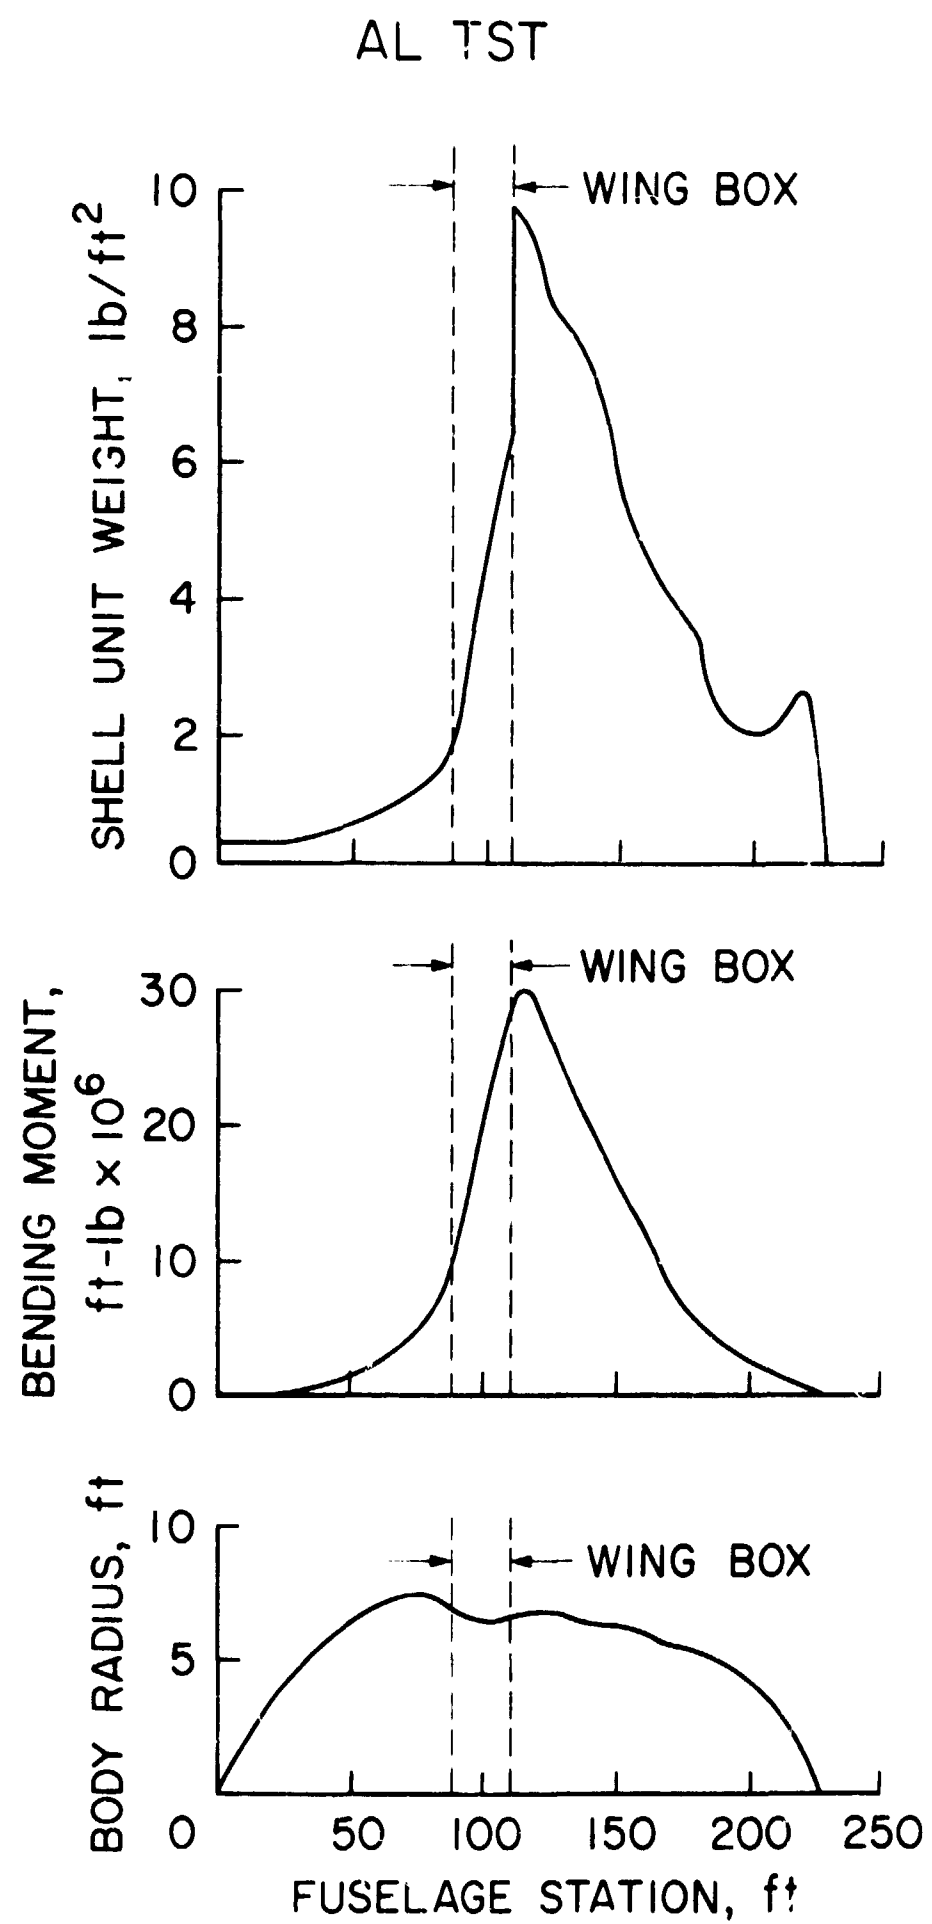 AL TST
WING BOX
10
8
6
4
2
0
SHELL UNIT WEIGHT, lb/ft²
WING BOX
30
20
10
0
BENDING MOMENT,
ft-lb x 10⁶
WING BOX
10
5
0
BODY RADIUS, ft
50 100 150 200 250
FUSELAGE STATION, ft